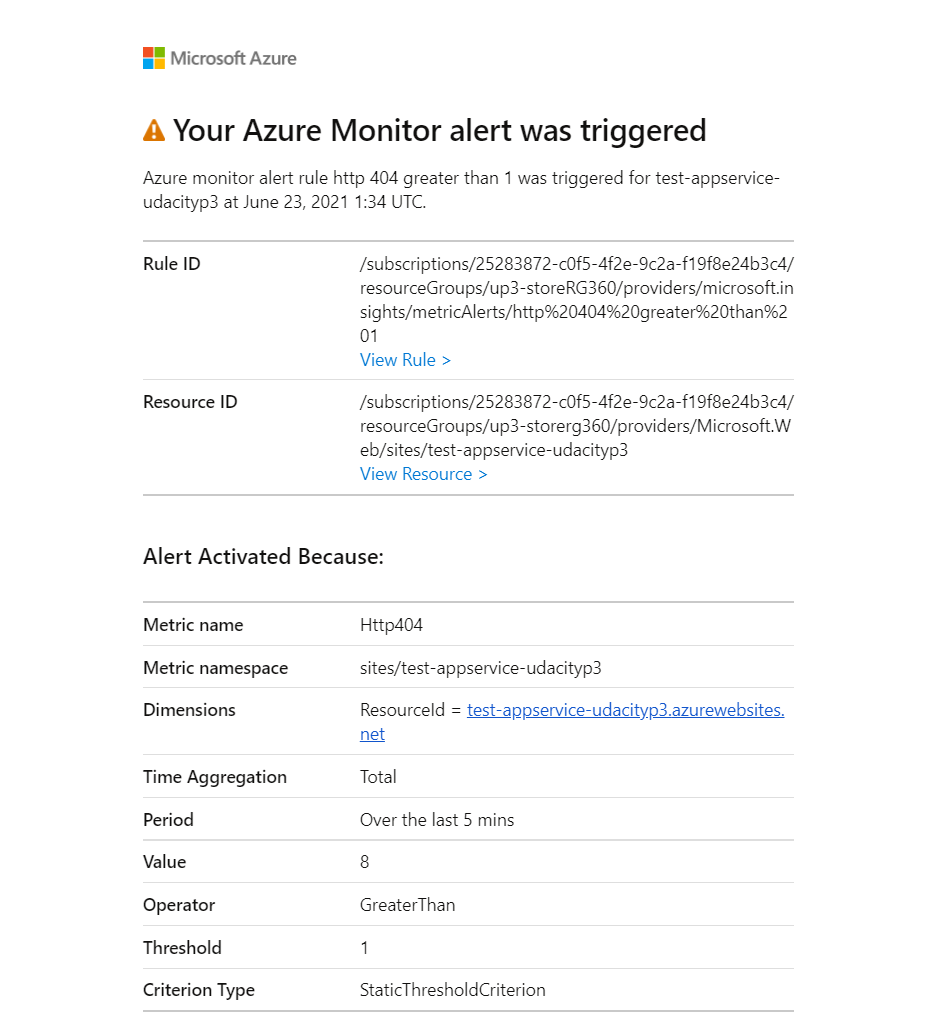 Microsoft Azure
Your Azure Monitor alert was triggered
Azure monitor alert rule http 404 greater than 1 was triggered for test-appservice-
udacityp3 at June 23, 2021 1:34 UTC.
Rule ID
/subscriptions/25283872-c0f5-4f2e-9c2a-f19f8e24b3c4/
resourceGroups/up3-storeRG360/providers/microsoft.in
sights/metricAlerts/http%20404%20greater%20than%2
01
View Rule >
Resource ID
/subscriptions/25283872-c0f5-4f2e-9c2a-f19f8e24b3c4/
resourceGroups/up3-storerg360/providers/Microsoft.W
eb/sites/test-appservice-udacityp3
View Resource >
Alert Activated Because:
Metric name Http404
Metric namespace sites/test-appservice-udacityp3
Dimensions ResourceId = test-appservice-udacityp3.azurewebsites.
net
Time Aggregation Total
Period Over the last 5 mins
Value 8
Operator GreaterThan
Threshold 1
Criterion Type StaticThresholdCriterion